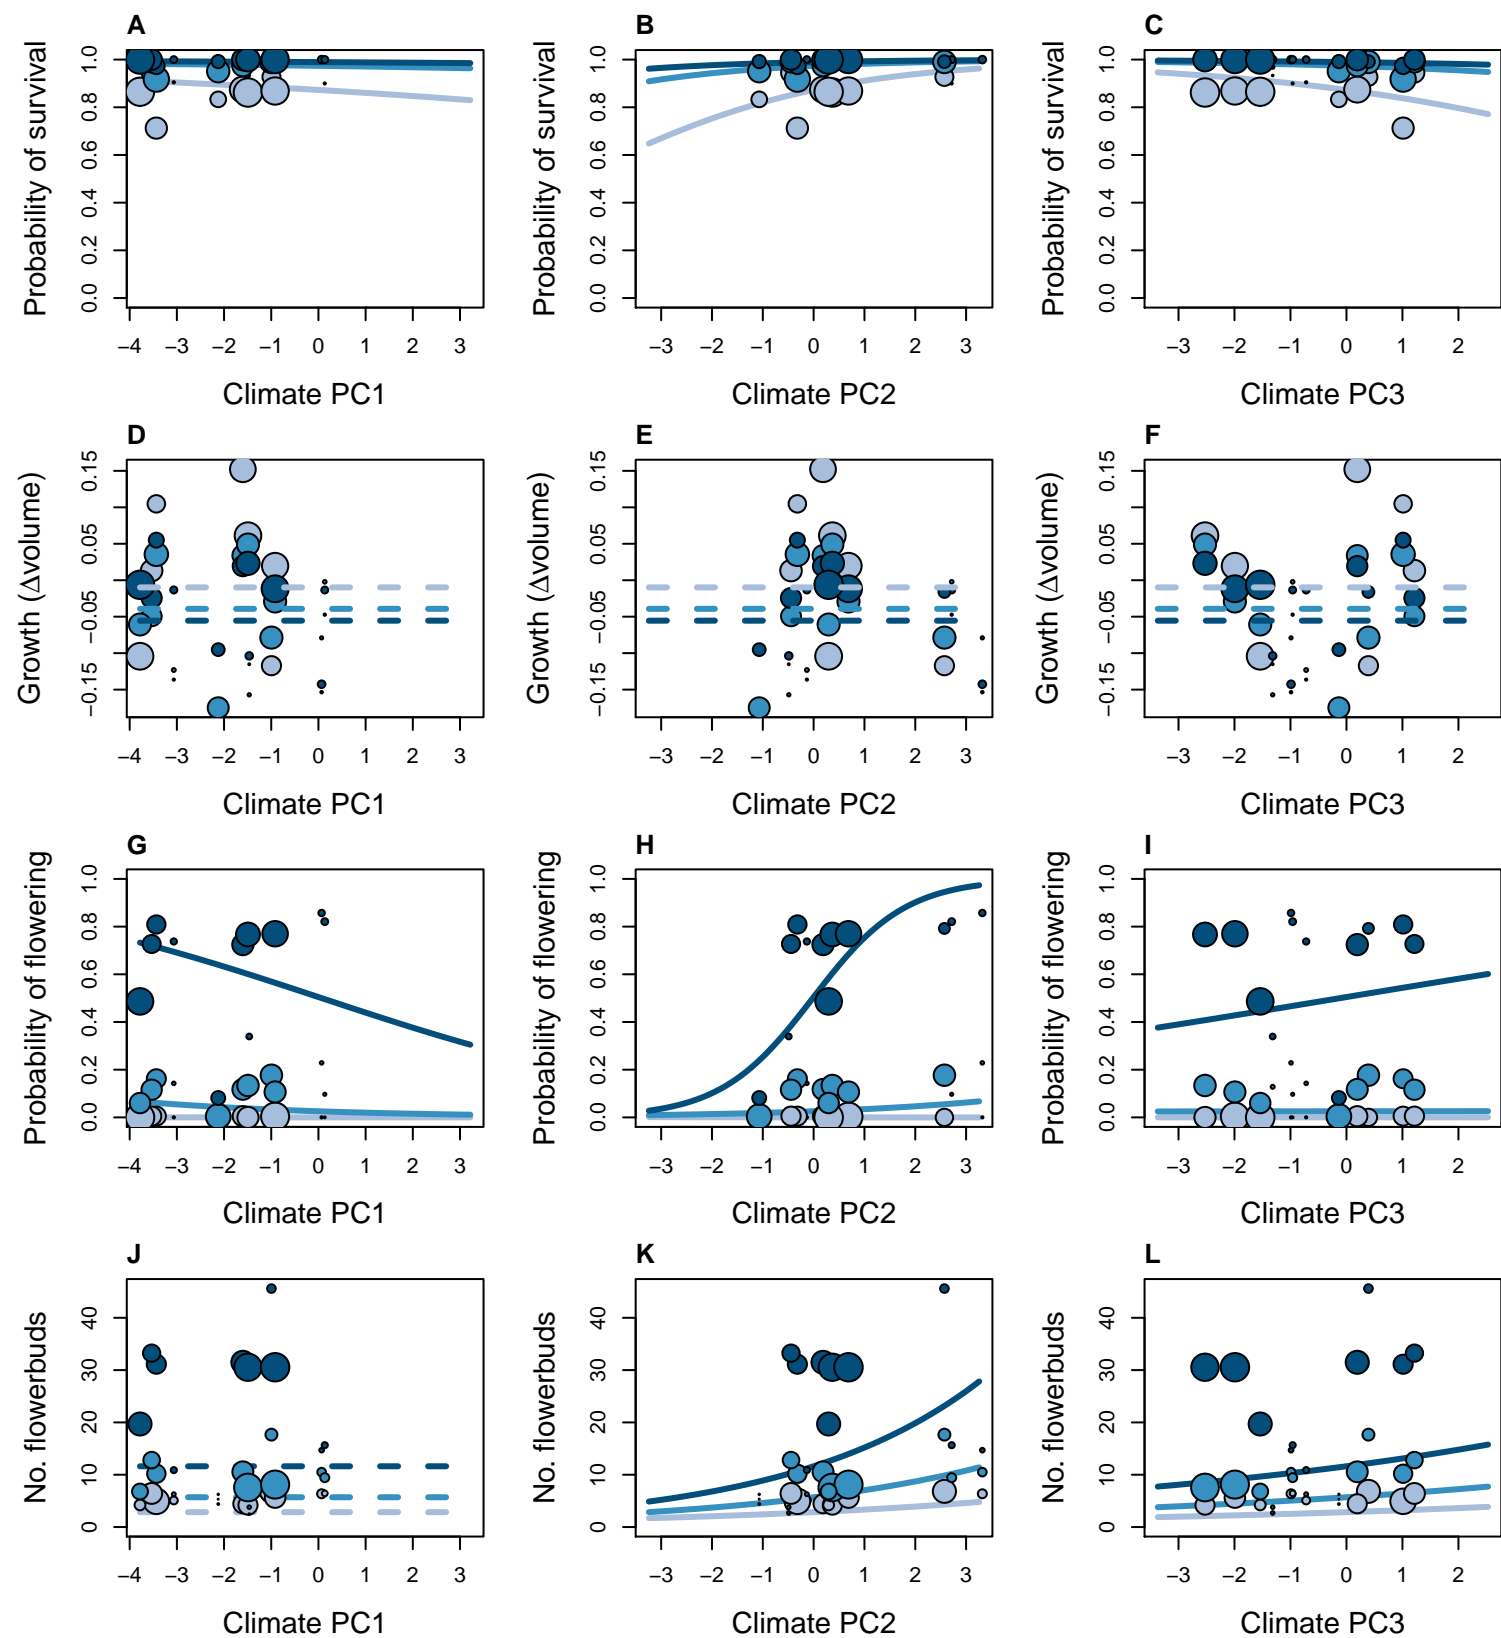 A
B
C
Probability of survival
0.0 0.2 0.4 0.6 0.8 1.0
−4 −3 −2 −1 0 1 2 3
Climate PC1
Probability of survival
0.0 0.2 0.4 0.6 0.8 1.0
−3 −2 −1 0 1 2 3
Climate PC2
Probability of survival
0.0 0.2 0.4 0.6 0.8 1.0
−3 −2 −1 0 1 2
Climate PC3
D
E
F
Growth (Δvolume)
−0.15 −0.05 0.05 0.15
−4 −3 −2 −1 0 1 2 3
Climate PC1
Growth (Δvolume)
−0.15 −0.05 0.05 0.15
−3 −2 −1 0 1 2 3
Climate PC2
Growth (Δvolume)
−0.15 −0.05 0.05 0.15
−3 −2 −1 0 1 2
Climate PC3
G
H
I
Probability of flowering
0.0 0.2 0.4 0.6 0.8 1.0
−4 −3 −2 −1 0 1 2 3
Climate PC1
Probability of flowering
0.0 0.2 0.4 0.6 0.8 1.0
−3 −2 −1 0 1 2 3
Climate PC2
Probability of flowering
0.0 0.2 0.4 0.6 0.8 1.0
−3 −2 −1 0 1 2
Climate PC3
J
K
L
No. flowerbuds
0 10 20 30 40
−4 −3 −2 −1 0 1 2 3
Climate PC1
No. flowerbuds
0 10 20 30 40
−3 −2 −1 0 1 2 3
Climate PC2
No. flowerbuds
0 10 20 30 40
−3 −2 −1 0 1 2
Climate PC3